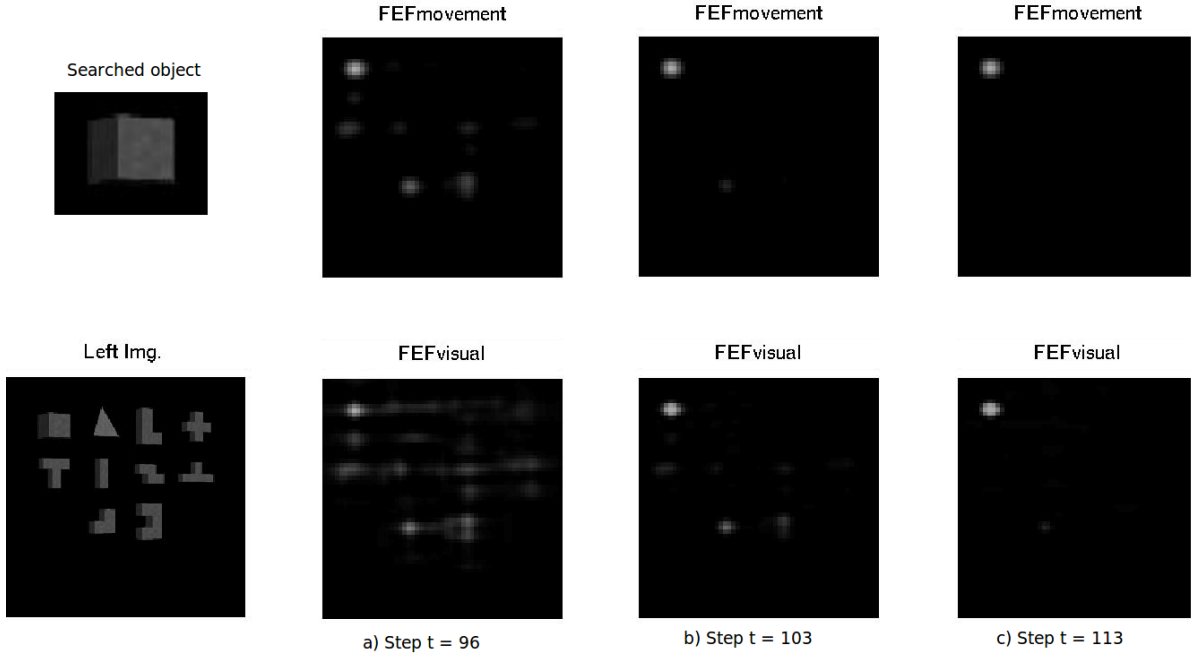 FEFmovement FEFmovement FEFmovement
Searched object
Left Img. FEFvisual FEFvisual FEFvisual
a) Step t = 96 b) Step t = 103 c) Step t = 113